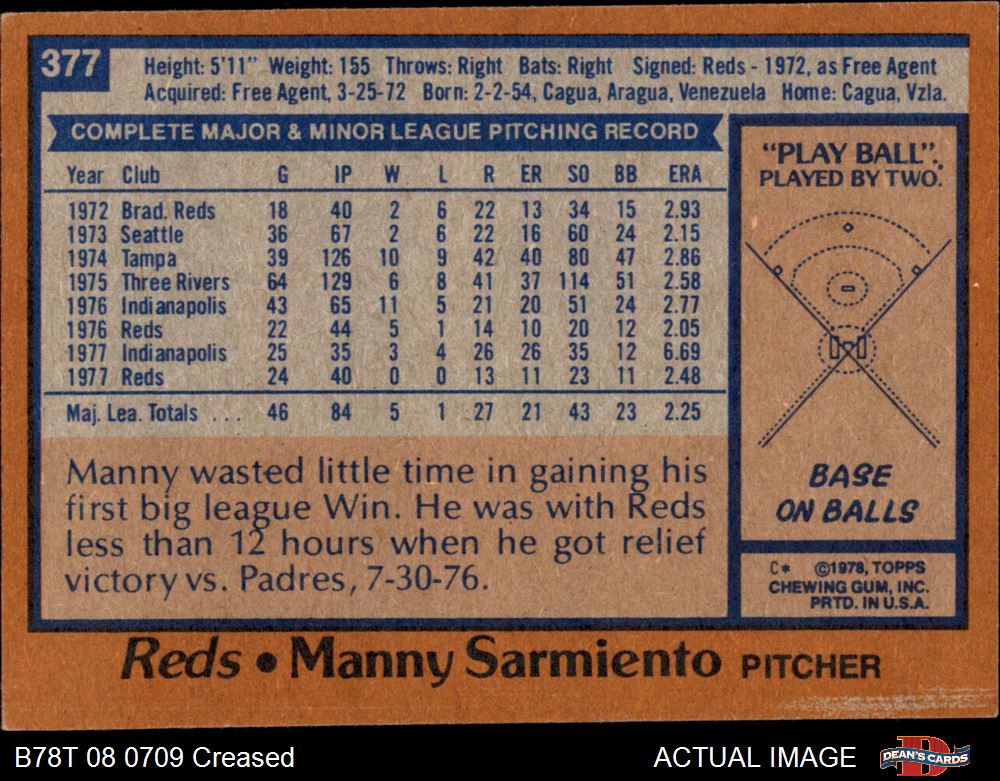 377
Height: 5'11" Weight: 155 Throws: Right Bats: Right Signed: Reds - 1972, as Free Agent
Acquired: Free Agent, 3-25-72 Born: 2-2-54, Cagua, Aragua, Venezuela Home: Cagua, Vzla.
COMPLETE MAJOR & MINOR LEAGUE PITCHING RECORD
Year Club G IP W L R ER SO BB ERA
1972 Brad. Reds 18 40 2 6 22 13 34 15 2.93
1973 Seattle 36 67 2 6 22 16 60 24 2.15
1974 Tampa 39 126 10 9 42 40 80 47 2.86
1975 Three Rivers 64 129 6 8 41 37 114 51 2.58
1976 Indianapolis 43 65 11 5 21 20 51 24 2.77
1976 Reds 22 44 5 1 14 10 20 12 2.05
1977 Indianapolis 25 35 3 4 26 26 35 12 6.69
1977 Reds 24 40 0 0 13 11 23 11 2.48
Maj. Lea. Totals ... 46 84 5 1 27 21 43 23 2.25
Manny wasted little time in gaining his
first big league Win. He was with Reds
less than 12 hours when he got relief
victory vs. Padres, 7-30-76.
"PLAY BALL".
PLAYED BY TWO.
BASE
ON BALLS
C* ©1978, TOPPS
CHEWING GUM, INC.
PRTD. IN U.S.A.
Reds • Manny Sarmiento PITCHER
B78T 08 0709 Creased
ACTUAL IMAGE
DEAN'S CARDS